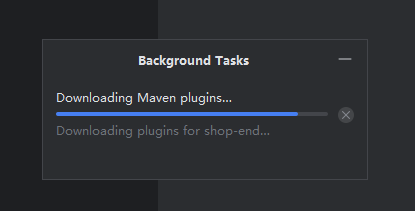 Background Tasks
Downloading Maven plugins...
Downloading plugins for shop-end...